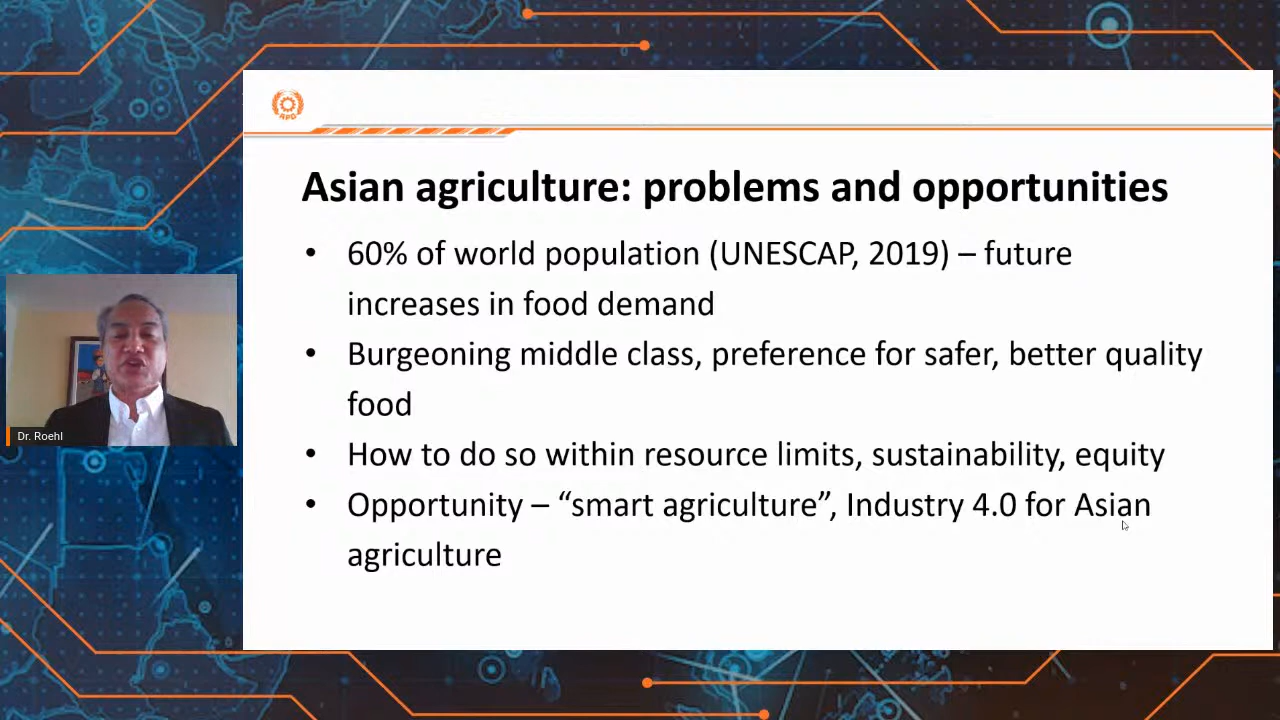 APO
Asian agriculture: problems and opportunities
• 60% of world population (UNESCAP, 2019) – future
increases in food demand
• Burgeoning middle class, preference for safer, better quality
food
• How to do so within resource limits, sustainability, equity
• Opportunity – “smart agriculture”, Industry 4.0 for Asian
agriculture
Dr. Roehl